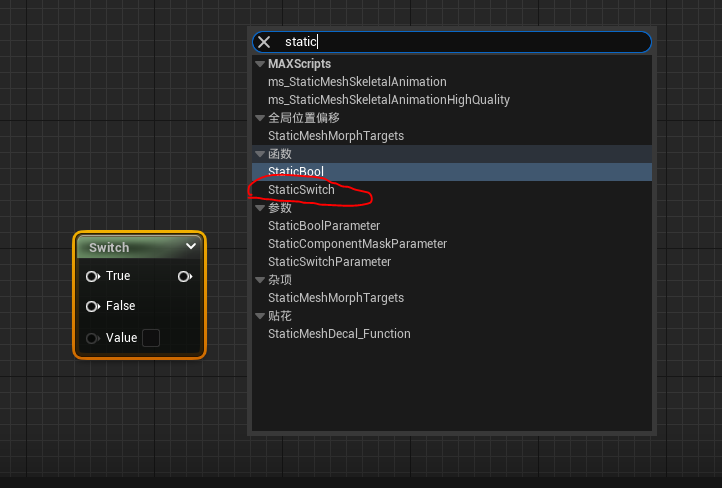 static
MAXScripts
ms_StaticMeshSkeletalAnimation
ms_StaticMeshSkeletalAnimationHighQuality
全局位置偏移
StaticMeshMorphTargets
函数
StaticBool
StaticSwitch
参数
StaticBoolParameter
StaticComponentMaskParameter
StaticSwitchParameter
杂项
StaticMeshMorphTargets
贴花
StaticMeshDecal_Function
Switch
True
False
Value